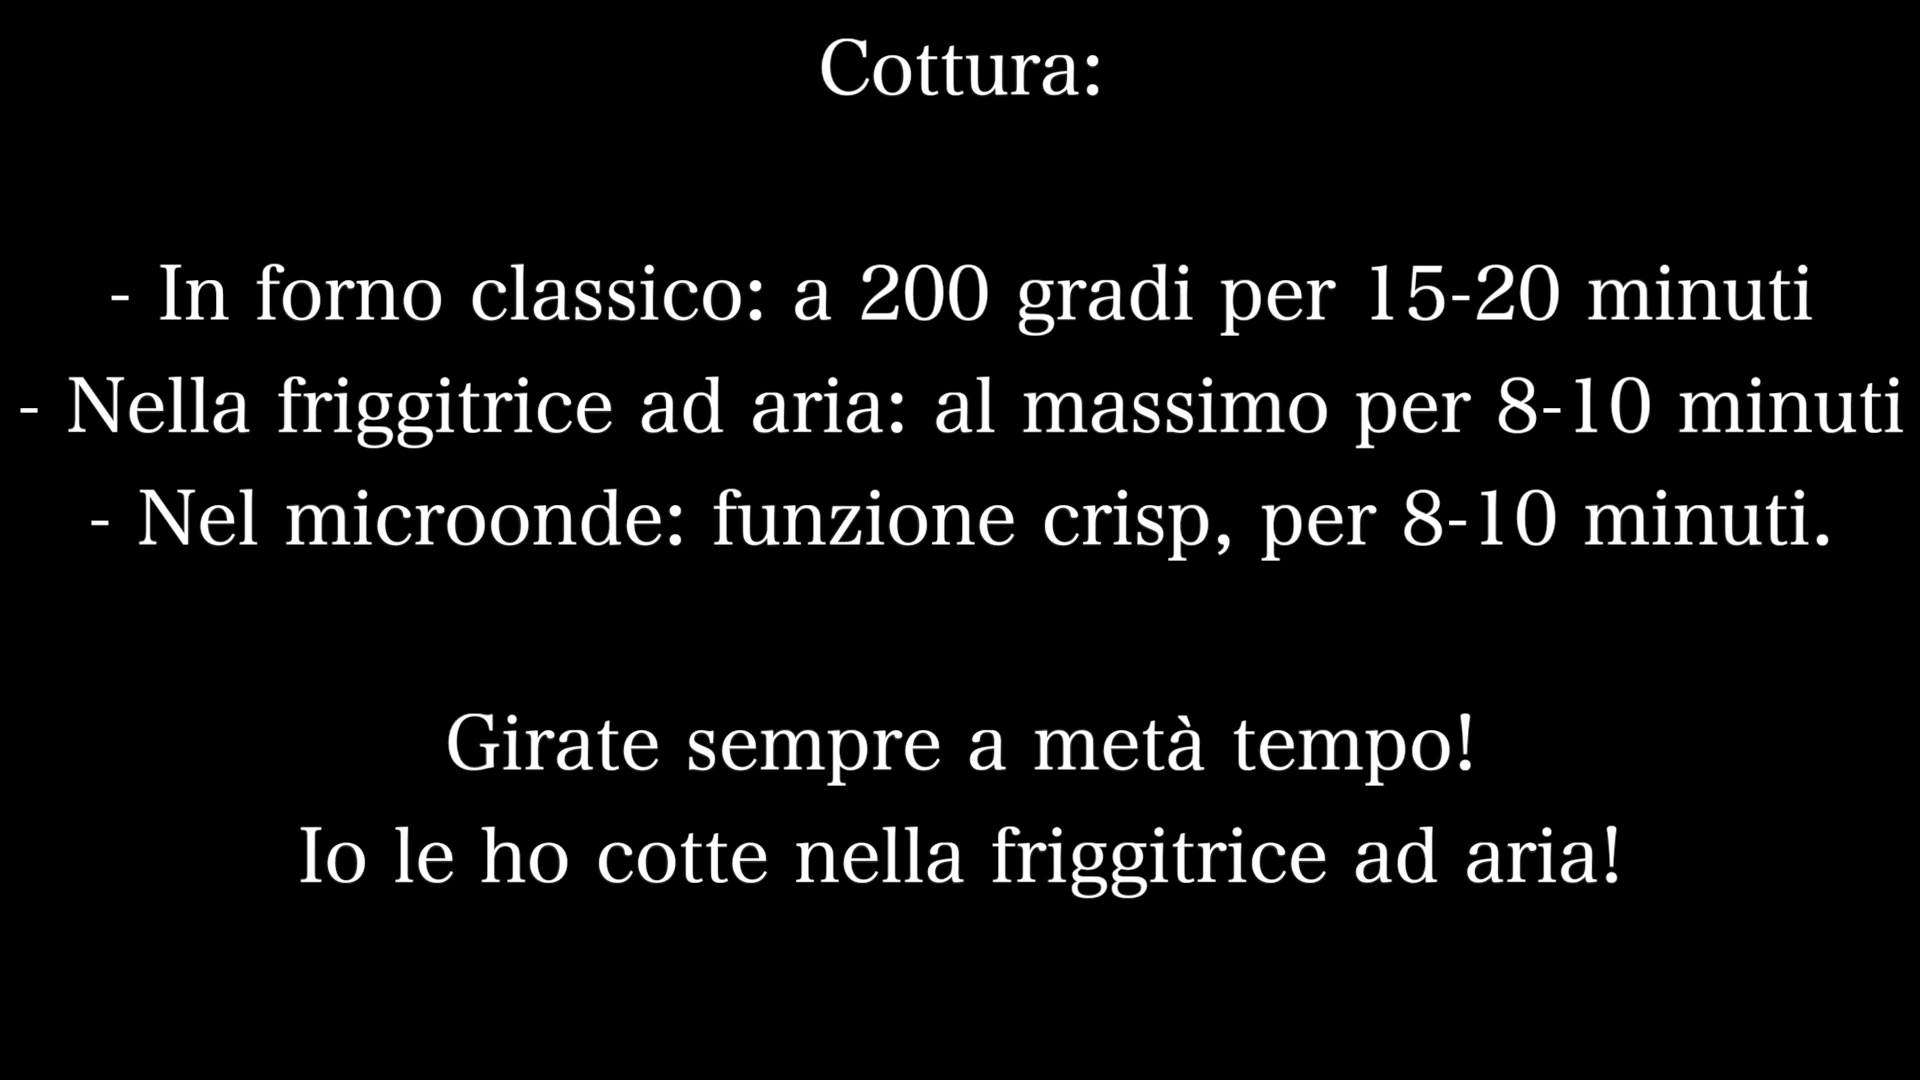 Cottura:
- In forno classico: a 200 gradi per 15-20 minuti
- Nella friggitrice ad aria: al massimo per 8-10 minuti
- Nel microonde: funzione crisp, per 8-10 minuti.
Girate sempre a metà tempo!
Io le ho cotte nella friggitrice ad aria!